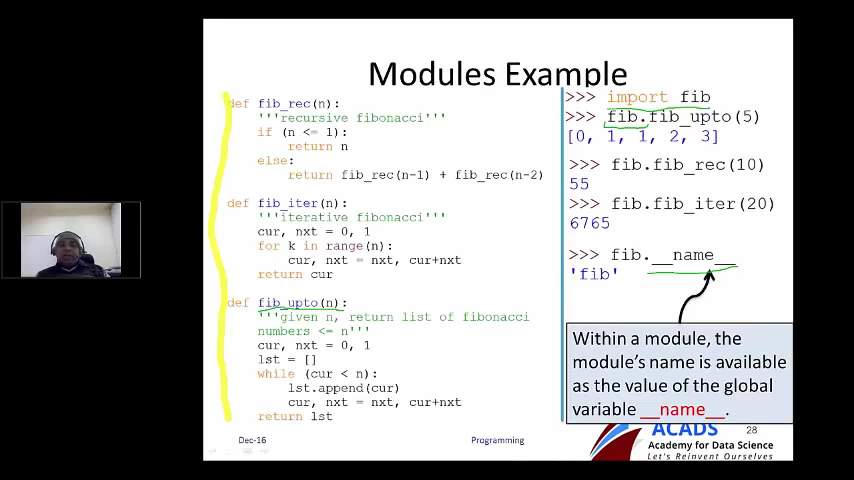 Modules Example
def fib_rec(n):
'''recursive fibonacci'''
if (n <= 1):
return n
else:
return fib_rec(n-1) + fib_rec(n-2)
def fib_iter(n):
'''iterative fibonacci'''
cur, nxt = 0, 1
for k in range(n):
cur, nxt = nxt, cur+nxt
return cur
def fib_upto(n):
'''given n, return list of fibonacci
numbers <= n'''
cur, nxt = 0, 1
lst = []
while (cur < n):
lst.append(cur)
cur, nxt = nxt, cur+nxt
return lst
>>> import fib
>>> fib.fib_upto(5)
[0, 1, 1, 2, 3]
>>> fib.fib_rec(10)
55
>>> fib.fib_iter(20)
6765
>>> fib.__name__
'fib'
Within a module, the
module's name is available
as the value of the global
variable __name__.
Dec-16
Programming
28
ACADS
Academy for Data Science
Let's Reinvent Ourselves